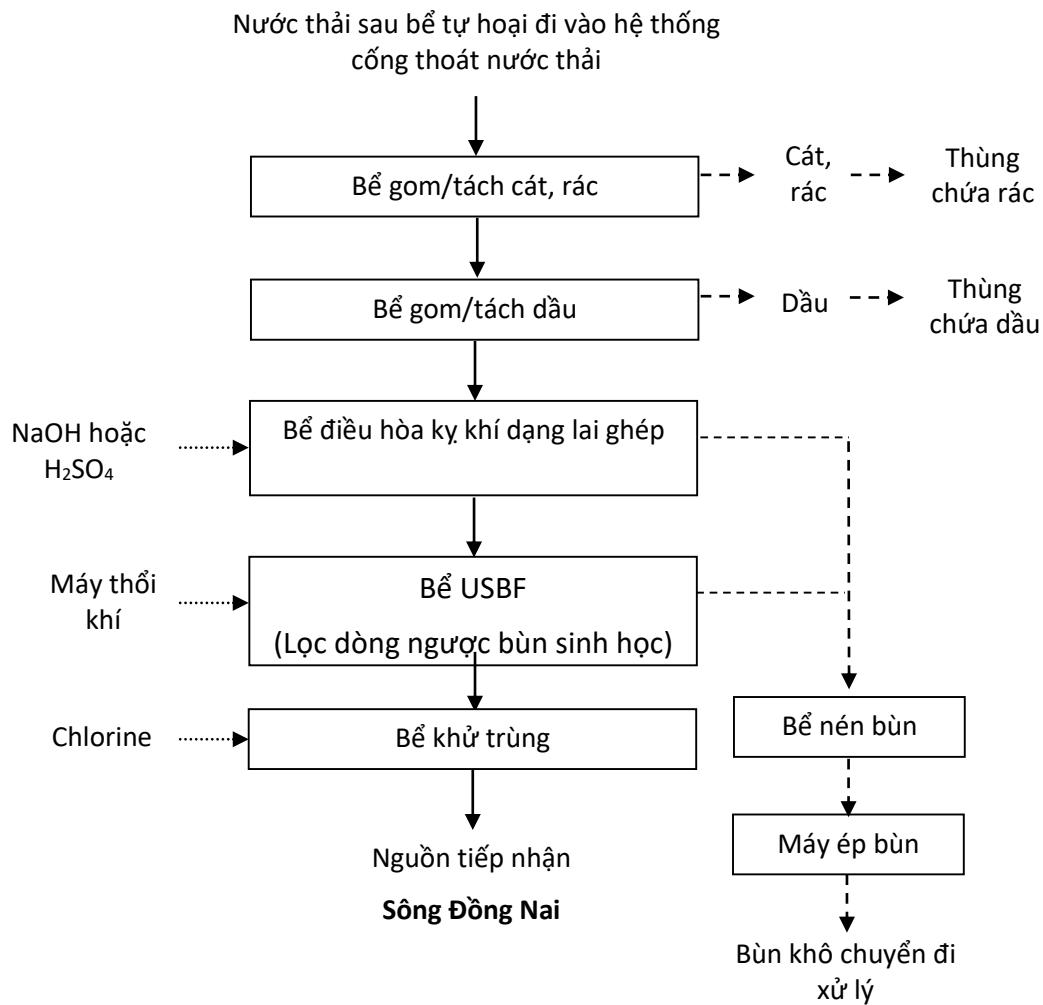 Nước thải sau bể tự hoại đi vào hệ thống
cống thoát nước thải
Bể gom/tách cát, rác
Cát,
rác
Thùng
chứa rác
Bể gom/tách dầu
Dầu
Thùng
chứa dầu
NaOH hoặc
H₂SO₄
Bể điều hòa kỵ khí dạng lai ghép
Máy thổi
khí
Bể USBF
(Lọc dòng ngược bùn sinh học)
Chlorine
Bể khử trùng
Bể nén bùn
Máy ép bùn
Nguồn tiếp nhận
Sông Đồng Nai
Bùn khô chuyển đi
xử lý